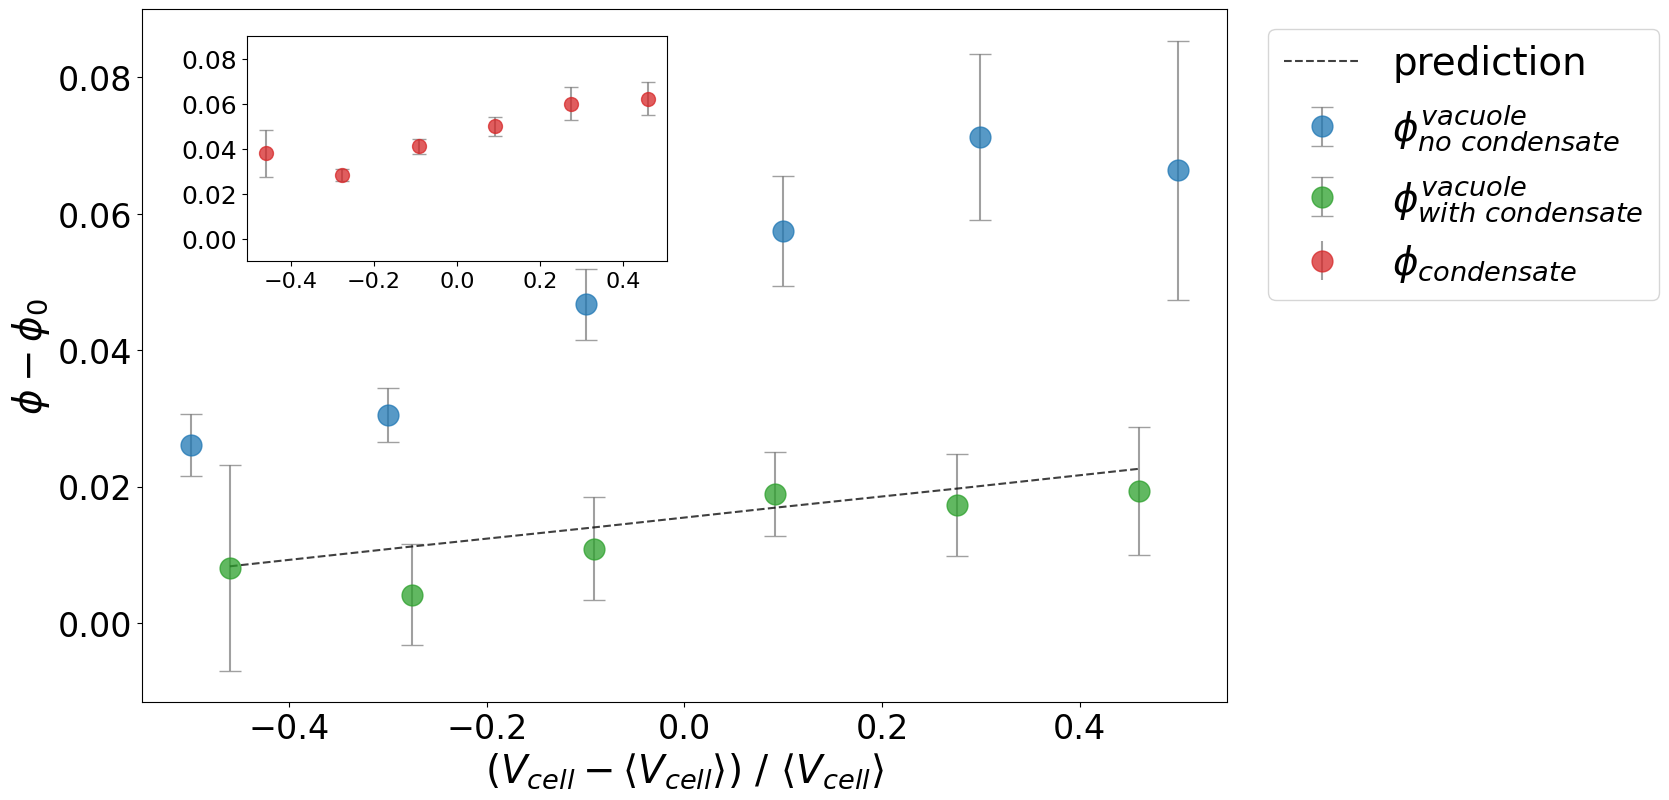 0.08
0.06
0.04
0.02
0.00
ϕ − ϕ0
0.08
0.06
0.04
0.02
0.00
−0.4 −0.2 0.0 0.2 0.4
−0.4 −0.2 0.0 0.2 0.4
(Vcell − ⟨Vcell⟩) / ⟨Vcell⟩
prediction
ϕ vacuole no condensate
ϕ vacuole with condensate
ϕ condensate